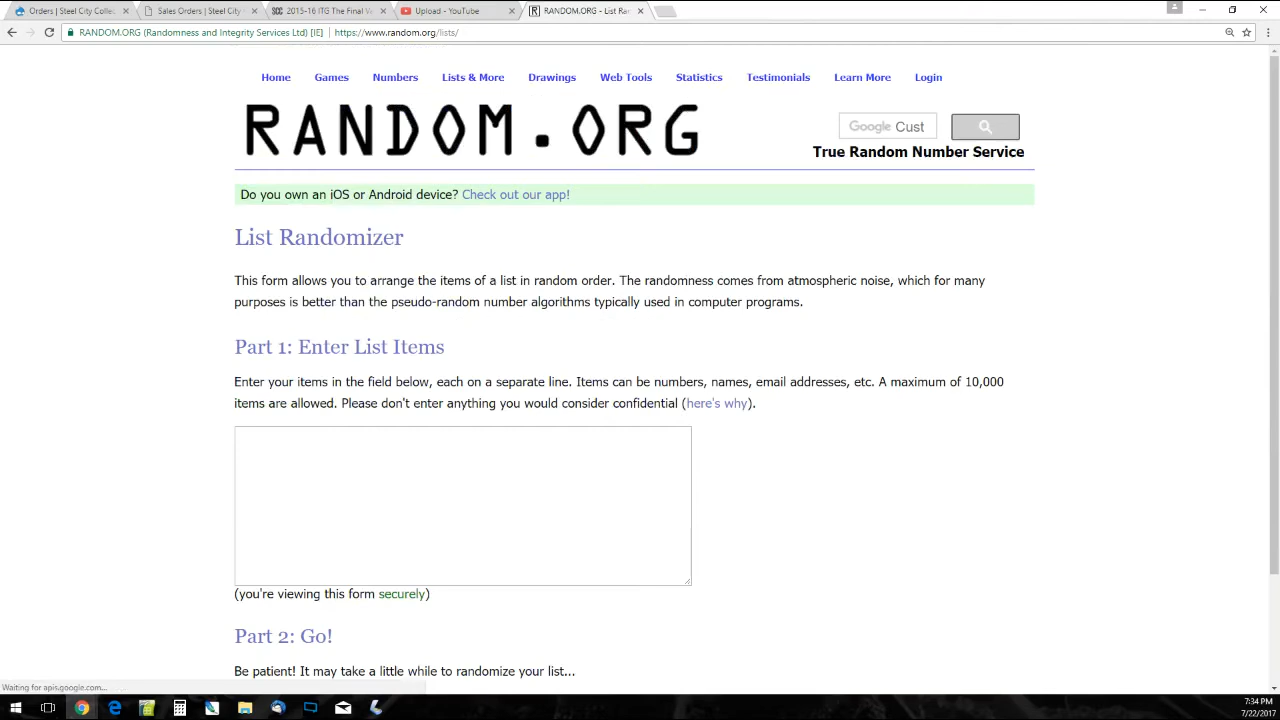 Orders | Steel City Collec
Sales Orders | Steel City
2015-16 ITG The Final V
Upload - YouTube
RANDOM.ORG - List Ra
RANDOM.ORG (Randomness and Integrity Services Ltd) [IE]
https://www.random.org/lists/
Home Games Numbers Lists & More Drawings Web Tools Statistics Testimonials Learn More Login
RANDOM.ORG
Google Cust
True Random Number Service
Do you own an iOS or Android device? Check out our app!
List Randomizer
This form allows you to arrange the items of a list in random order. The randomness comes from atmospheric noise, which for many
purposes is better than the pseudo-random number algorithms typically used in computer programs.
Part 1: Enter List Items
Enter your items in the field below, each on a separate line. Items can be numbers, names, email addresses, etc. A maximum of 10,000
items are allowed. Please don't enter anything you would consider confidential (here's why).
(you're viewing this form securely)
Part 2: Go!
Be patient! It may take a little while to randomize your list...
Waiting for apis.google.com...
7:34 PM
7/22/2017